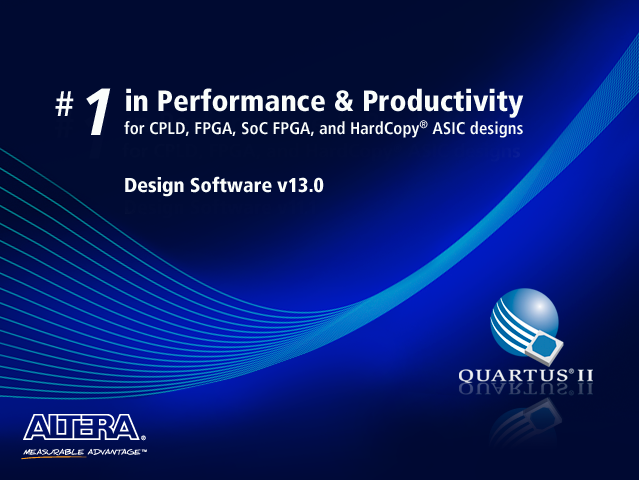 # 1 in Performance & Productivity
for CPLD, FPGA, SoC FPGA, and HardCopy® ASIC designs
Design Software v13.0
QUARTUS® II
ALTERA®
MEASURABLE ADVANTAGE™